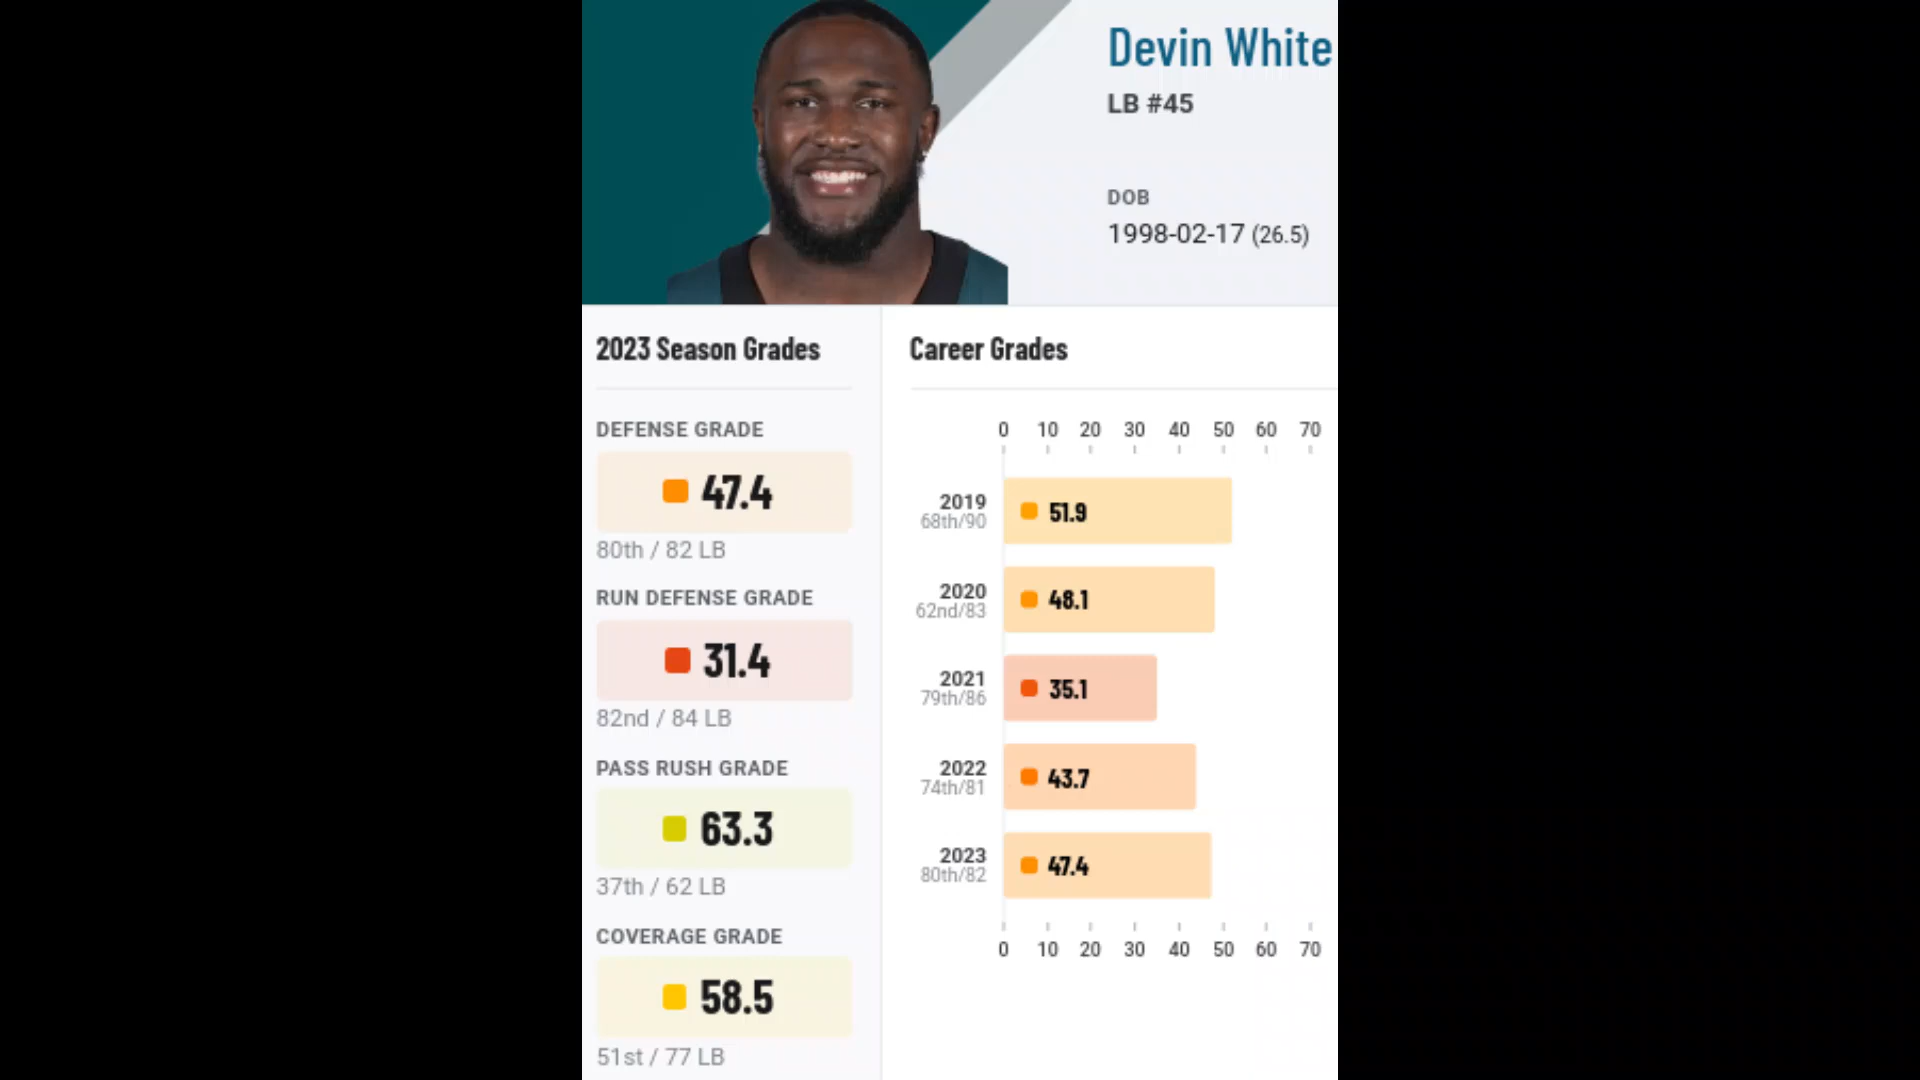 Devin White
LB #45
DOB
1998-02-17 (26.5)
2023 Season Grades
DEFENSE GRADE
47.4
80th / 82 LB
RUN DEFENSE GRADE
31.4
82nd / 84 LB
PASS RUSH GRADE
63.3
37th / 62 LB
COVERAGE GRADE
58.5
51st / 77 LB
Career Grades
0 10 20 30 40 50 60 70
2019
68th/90
51.9
2020
62nd/83
48.1
2021
79th/86
35.1
2022
74th/81
43.7
2023
80th/82
47.4
0 10 20 30 40 50 60 70